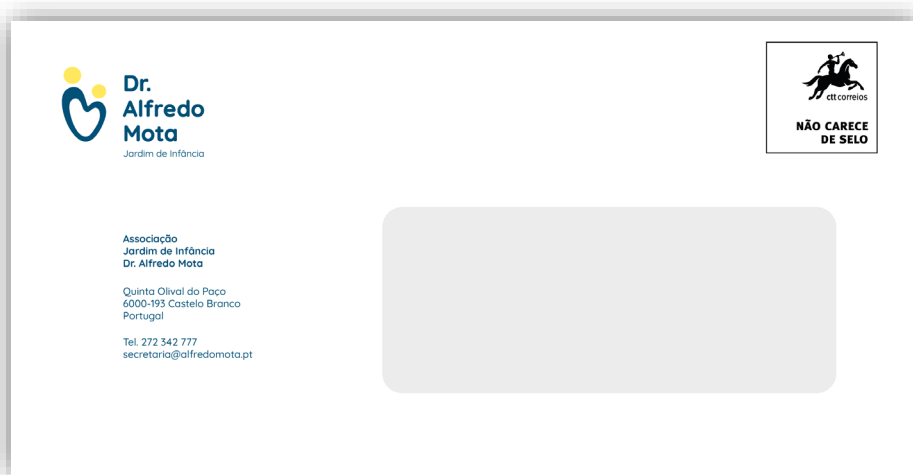 Dr.
Alfredo
Mota
Jardim de Infância
ctt correios
NÃO CARECE
DE SELO
Associação
Jardim de Infância
Dr. Alfredo Mota
Quinta Olival do Paço
6000-193 Castelo Branco
Portugal
Tel. 272 342 777
secretaria@alfredomota.pt